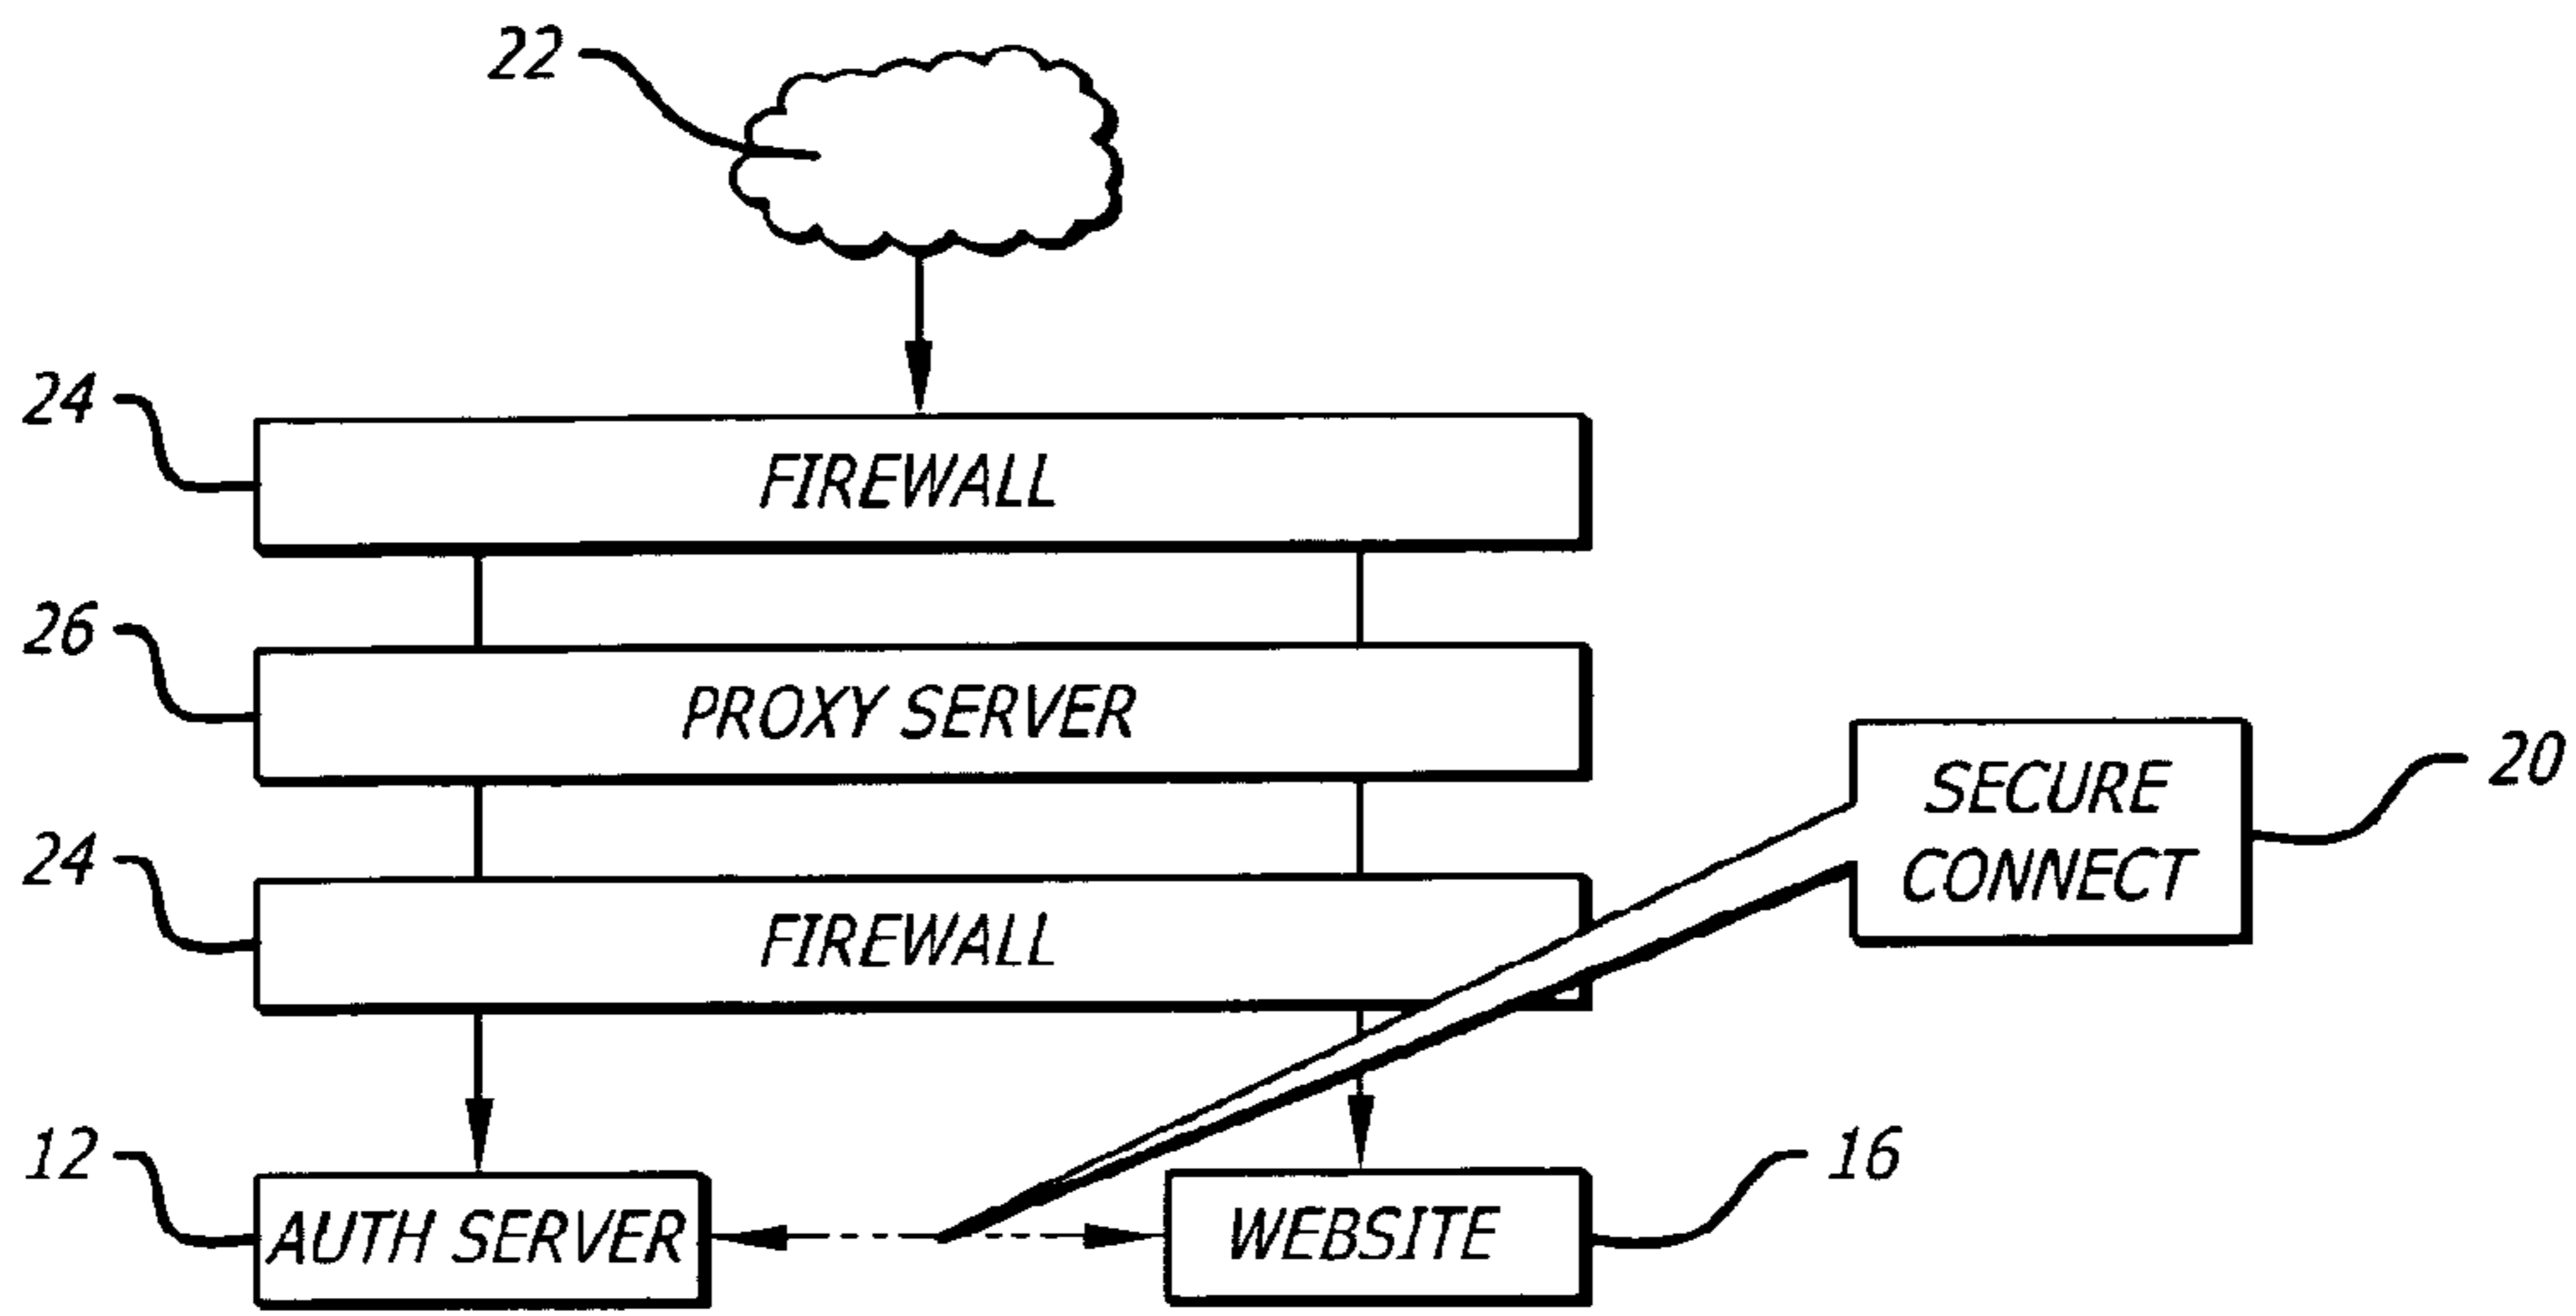 22
24
FIREWALL
26
PROXY SERVER
SECURE
CONNECT
20
24
FIREWALL
12
AUTH SERVER
WEBSITE
16